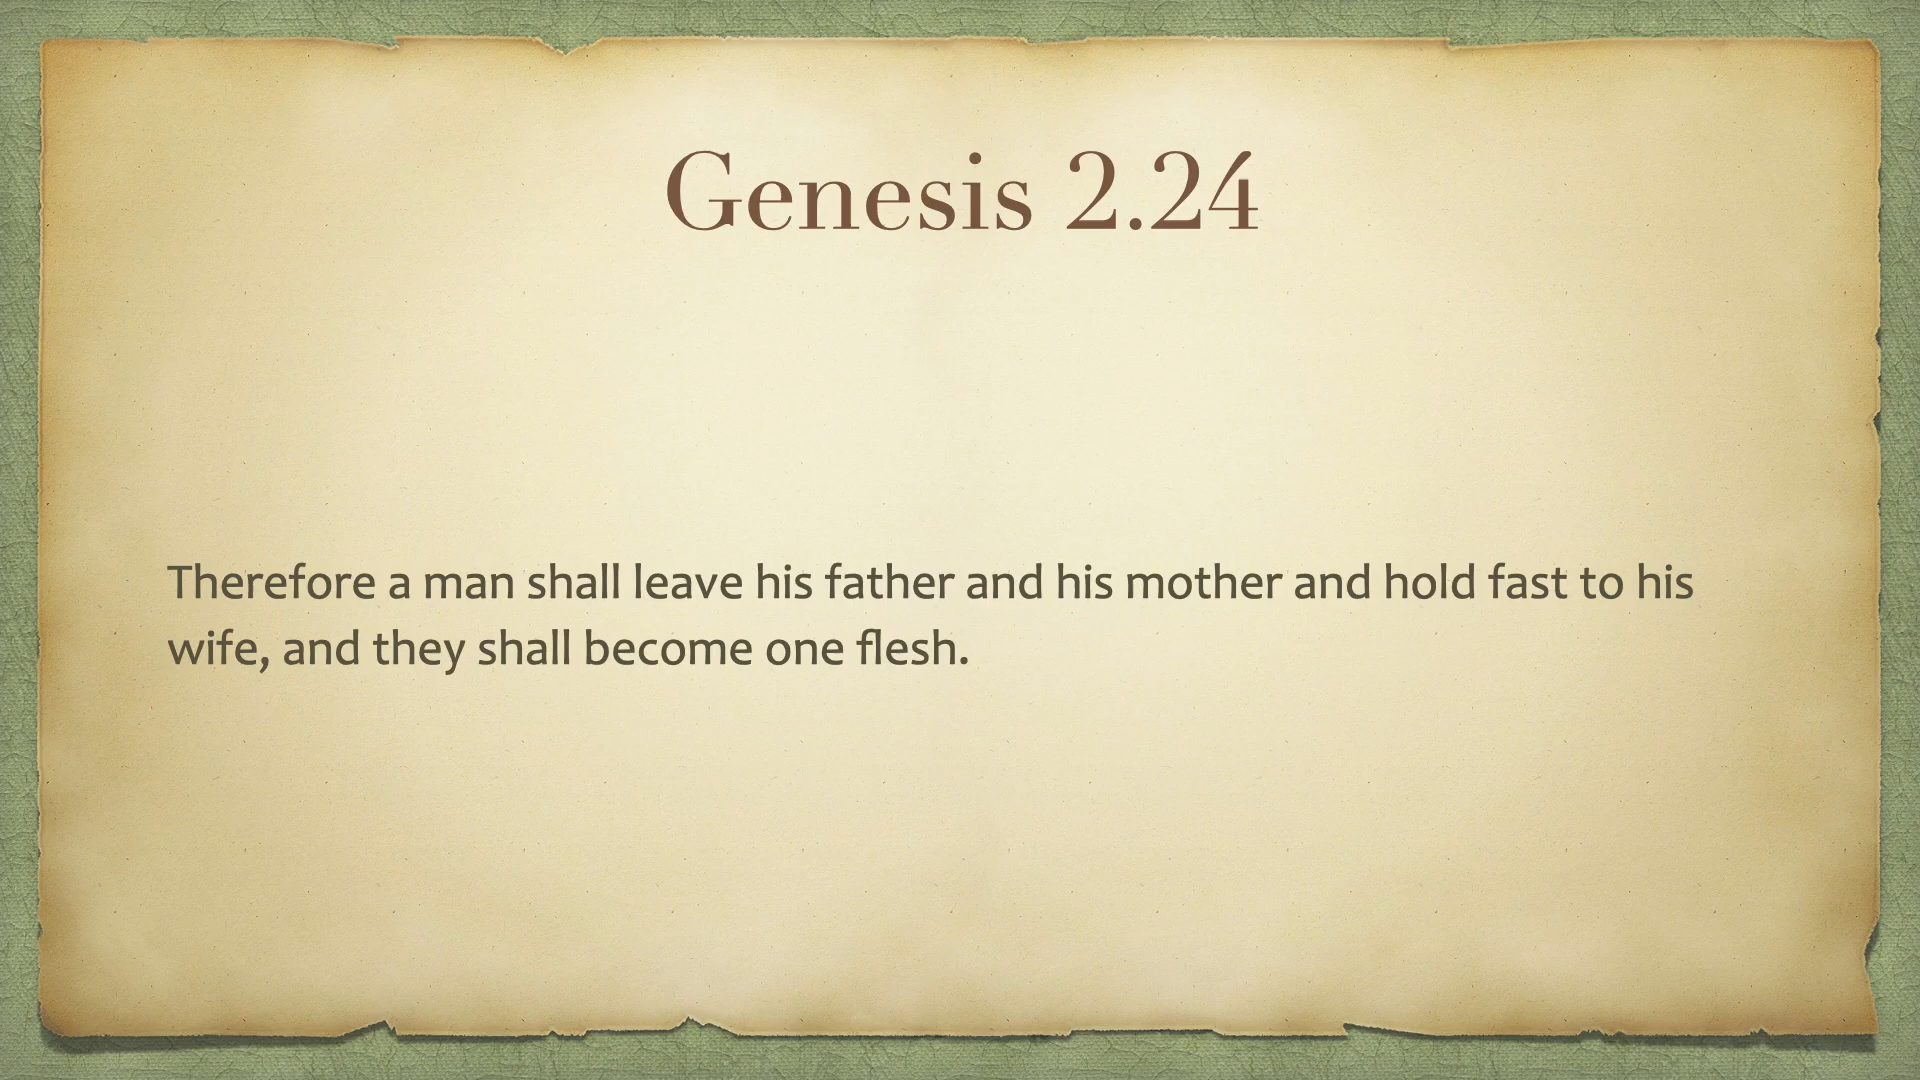 Genesis 2.24
Therefore a man shall leave his father and his mother and hold fast to his
wife, and they shall become one flesh.